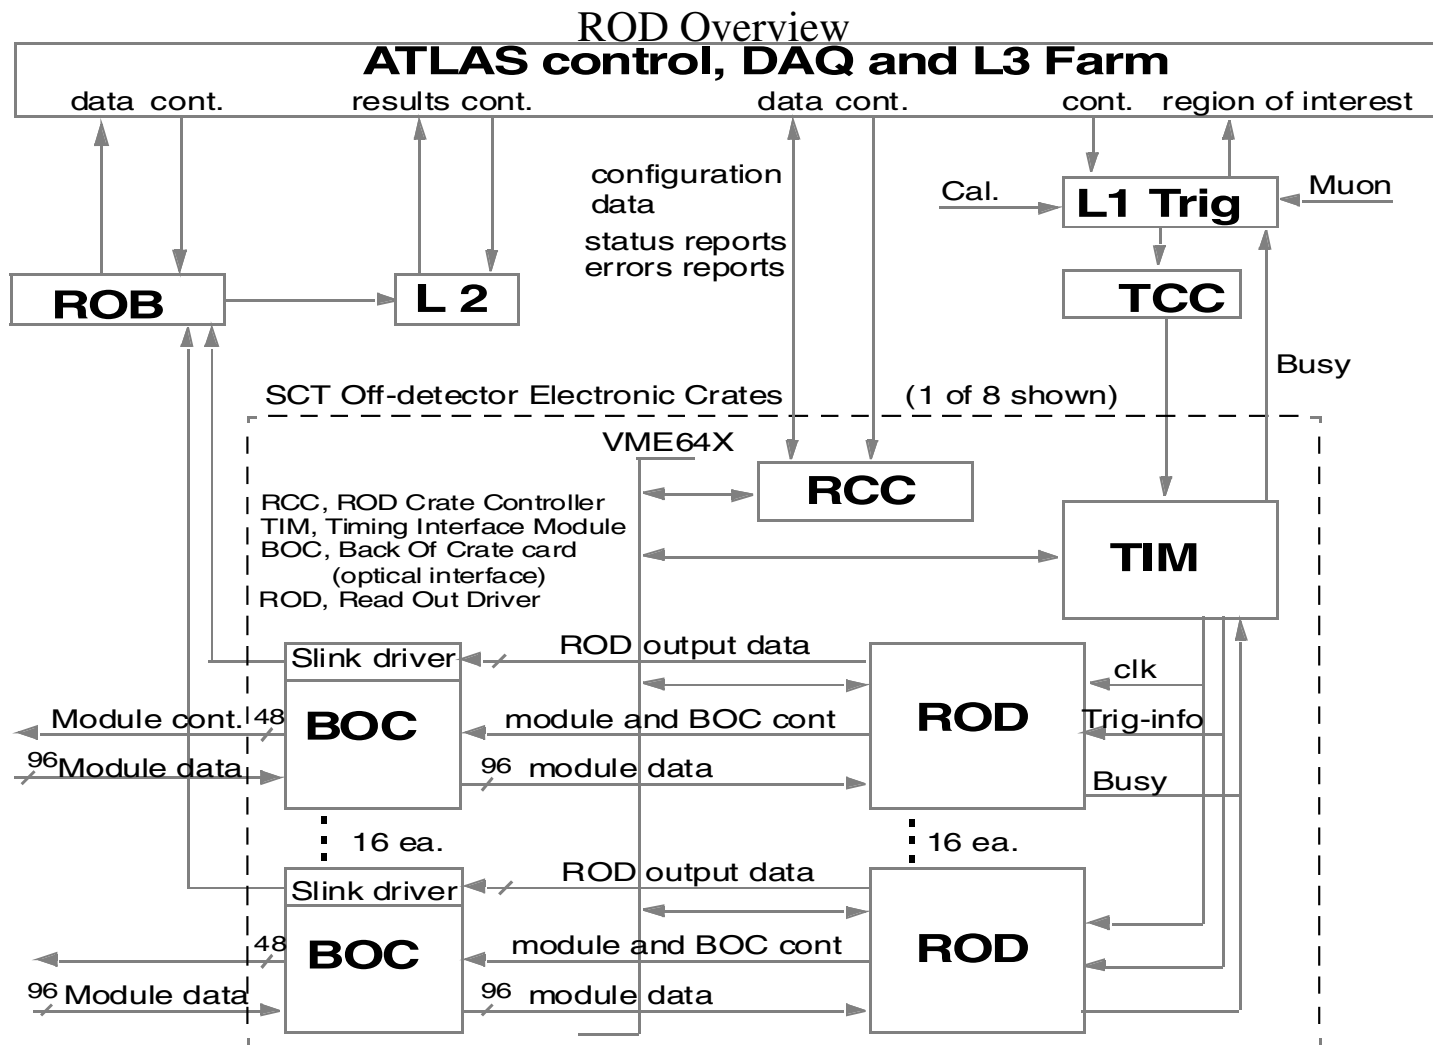 ROD Overview
ATLAS control, DAQ and L3 Farm
data cont.
results cont.
data cont.
cont.
region of interest
configuration
data
status reports
errors reports
Cal.
L1 Trig
Muon
ROB
L 2
TCC
Busy
SCT Off-detector Electronic Crates
(1 of 8 shown)
VME64X
RCC
RCC, ROD Crate Controller
TIM, Timing Interface Module
BOC, Back Of Crate card
(optical interface)
ROD, Read Out Driver
TIM
Slink driver
ROD output data
clk
Module cont.
48
BOC
module and BOC cont
ROD
Trig-info
96
Module data
96
module data
Busy
16 ea.
16 ea.
Slink driver
ROD output data
48
BOC
module and BOC cont
ROD
96
Module data
96
module data